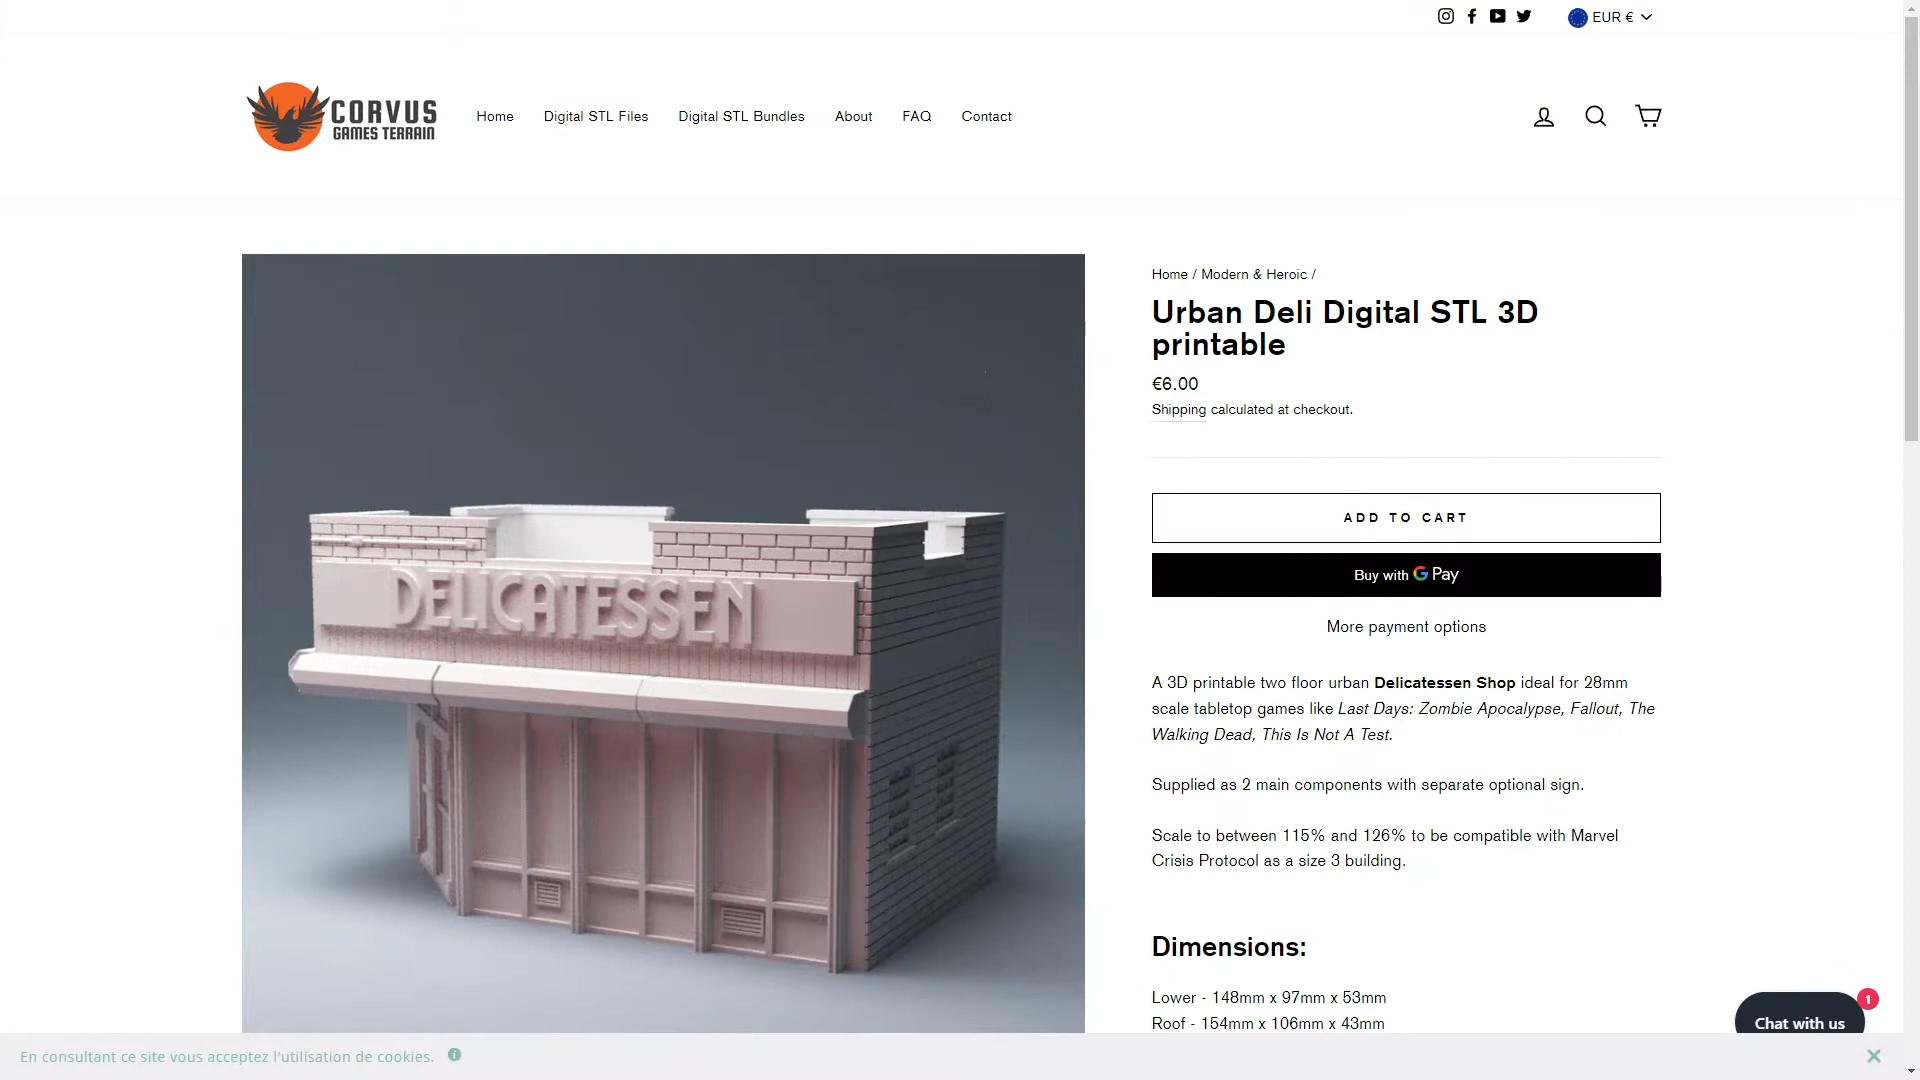 EUR €
CORVUS
GAMES TERRAIN
Home
Digital STL Files
Digital STL Bundles
About
FAQ
Contact
Home / Modern & Heroic /
Urban Deli Digital STL 3D
printable
€6.00
Shipping calculated at checkout.
ADD TO CART
Buy with G Pay
More payment options
DELICATESSEN
A 3D printable two floor urban Delicatessen Shop ideal for 28mm
scale tabletop games like Last Days: Zombie Apocalypse, Fallout, The
Walking Dead, This Is Not A Test.
Supplied as 2 main components with separate optional sign.
Scale to between 115% and 126% to be compatible with Marvel
Crisis Protocol as a size 3 building.
Dimensions:
Lower - 148mm x 97mm x 53mm
Roof - 154mm x 106mm x 43mm
1
Chat with us
En consultant ce site vous acceptez l'utilisation de cookies.